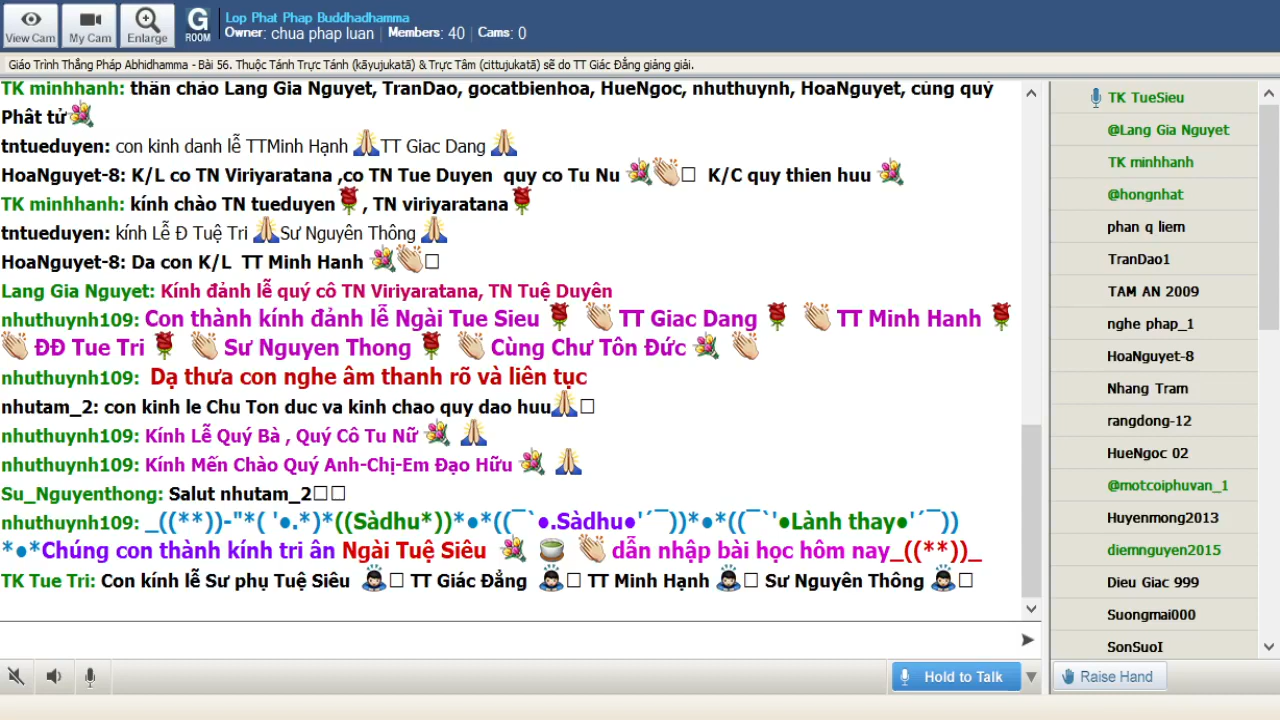 View Cam
My Cam
Enlarge
G
ROOM
Lop Phat Phap Buddhadhamma
Owner: chua phap luan | Members: 40 | Cams: 0
Giáo Trình Thắng Pháp Abhidhamma - Bài 56. Thuộc Tánh Trực Tánh (kāyujukatā) & Trực Tâm (cittujukatā) sẽ do TT Giác Đẳng giảng giải.
TK minhhanh: thân chào Lang Gia Nguyet, TranDao, gocatbienhoa, HueNgoc, nhuthuynh, HoaNguyet, cùng quý
Phât tử💐
tntueduyen: con kinh danh lễ TTMinh Hạnh 🙏TT Giac Dang 🙏
HoaNguyet-8: K/L co TN Viriyaratana ,co TN Tue Duyen quy co Tu Nu 💐👏□ K/C quy thien huu 💐
TK minhhanh: kính chào TN tueduyen🌹, TN viriyaratana🌹
tntueduyen: kính Lễ Đ Tuệ Tri 🙏Sư Nguyên Thông 🙏
HoaNguyet-8: Da con K/L TT Minh Hanh 💐👏□
Lang Gia Nguyet: Kính đảnh lễ quý cô TN Viriyaratana, TN Tuệ Duyên
nhuthuynh109: Con thành kính đảnh lễ Ngài Tue Sieu 🌹 👏 TT Giac Dang 🌹 👏 TT Minh Hanh 🌹
👏 ĐĐ Tue Tri 🌹 👏 Sư Nguyen Thong 🌹 👏 Cùng Chư Tôn Đức 💐 👏
nhuthuynh109: Dạ thưa con nghe âm thanh rõ và liên tục
nhutam_2: con kinh le Chu Ton duc va kinh chao quy dao huu🙏□
nhuthuynh109: Kính Lễ Quý Bà , Quý Cô Tu Nữ 💐 🙏
nhuthuynh109: Kính Mến Chào Quý Anh-Chị-Em Đạo Hữu 💐 🙏
Su_Nguyenthong: Salut nhutam_2□□
nhuthuynh109: _((**))-"*( '●.*)*((Sàdhu*))*●*((¯`●.Sàdhu●'´¯))*●*((¯`'●Lành thay●'´¯))
*●*Chúng con thành kính tri ân Ngài Tuệ Siêu 💐 🍵 👏 dẫn nhập bài học hôm nay_((**))_
TK Tue Tri: Con kính lễ Sư phụ Tuệ Siêu 🙇□ TT Giác Đẳng 🙇□ TT Minh Hạnh 🙇□ Sư Nguyên Thông 🙇□
Hold to Talk
TK TueSieu
@Lang Gia Nguyet
TK minhhanh
@hongnhat
phan q liem
TranDao1
TAM AN 2009
nghe phap_1
HoaNguyet-8
Nhang Tram
rangdong-12
HueNgoc 02
@motcoiphuvan_1
Huyenmong2013
diemnguyen2015
Dieu Giac 999
Suongmai000
SonSuoI
Raise Hand